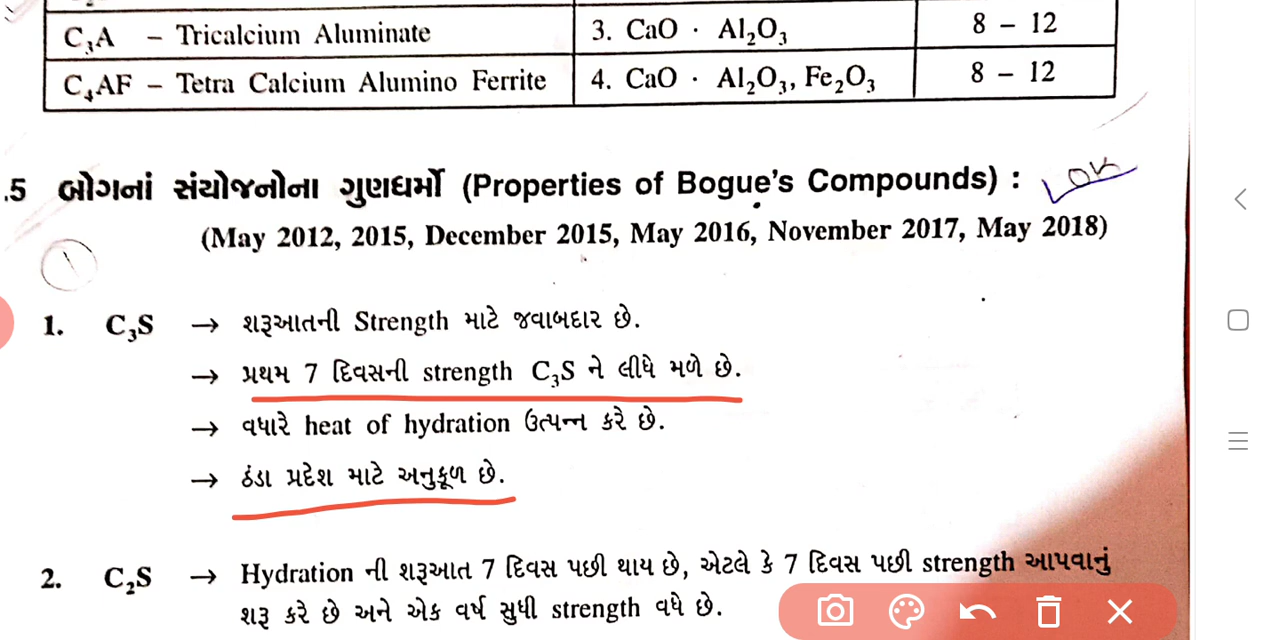 C₃A – Tricalcium Aluminate 3. CaO · Al₂O₃ 8 – 12
C₄AF – Tetra Calcium Alumino Ferrite 4. CaO · Al₂O₃, Fe₂O₃ 8 – 12
.5 બોગનાં સંયોજનોના ગુણધર્મો (Properties of Bogue's Compounds) : OK
(May 2012, 2015, December 2015, May 2016, November 2017, May 2018)
1. C₃S → શરૂઆતની Strength માટે જવાબદાર છે.
→ પ્રથમ 7 દિવસની strength C₃S ને લીધે મળે છે.
→ વધારે heat of hydration ઉત્પન્ન કરે છે.
→ ઠંડા પ્રદેશ માટે અનુકૂળ છે.
2. C₂S → Hydration ની શરૂઆત 7 દિવસ પછી થાય છે, એટલે કે 7 દિવસ પછી strength આપવાનું
શરૂ કરે છે અને એક વર્ષ સુધી strength વધે છે.